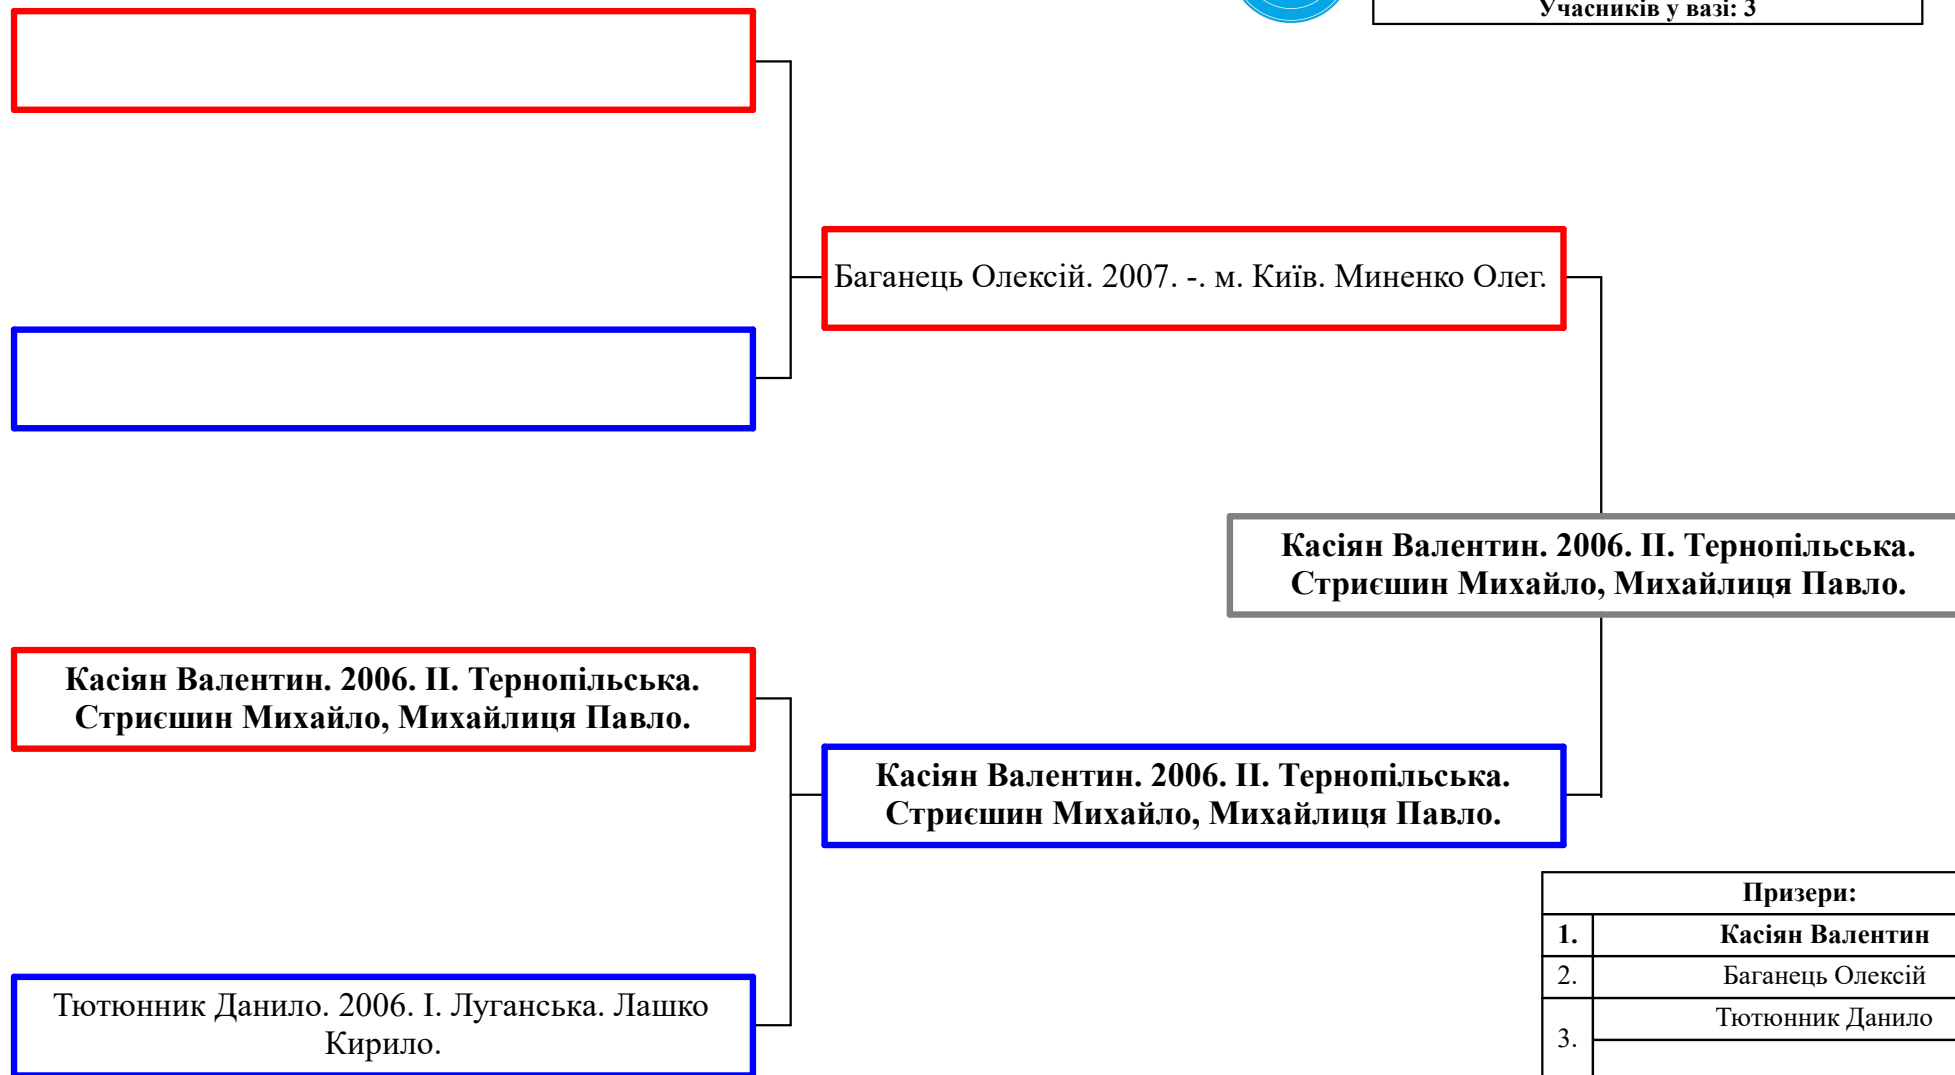 Учасників у вазі: 3
Баганець Олексій. 2007. -. м. Київ. Миненко Олег.
Касіян Валентин. 2006. II. Тернопільська.
Стриєшин Михайло, Михайлиця Павло.
Касіян Валентин. 2006. II. Тернопільська.
Стриєшин Михайло, Михайлиця Павло.
Касіян Валентин. 2006. II. Тернопільська.
Стриєшин Михайло, Михайлиця Павло.
Тютюнник Данило. 2006. I. Луганська. Лашко
Кирило.
Призери:
1. Касіян Валентин
2. Баганець Олексій
3. Тютюнник Данило